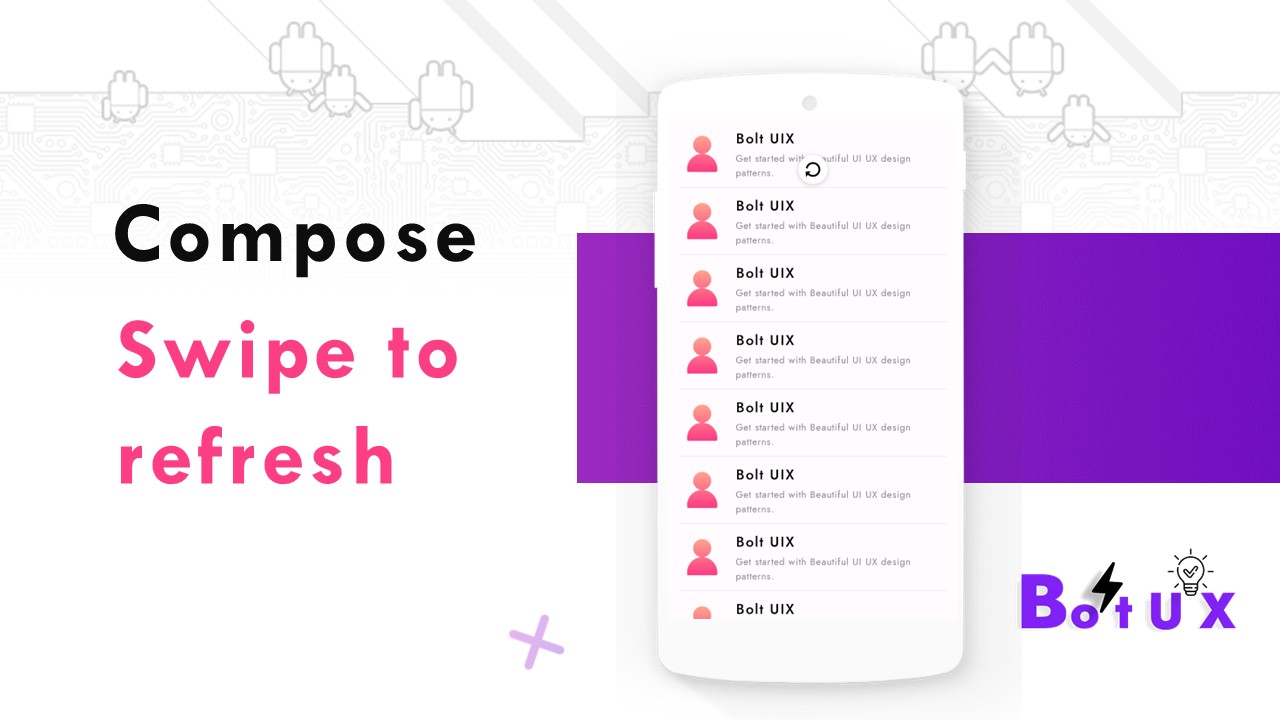 Compose
Swipe to
refresh
Bolt UIX
Get started with Beautiful UI UX design
patterns.
Bolt UIX
Get started with Beautiful UI UX design
patterns.
Bolt UIX
Get started with Beautiful UI UX design
patterns.
Bolt UIX
Get started with Beautiful UI UX design
patterns.
Bolt UIX
Get started with Beautiful UI UX design
patterns.
Bolt UIX
Get started with Beautiful UI UX design
patterns.
Bolt UIX
Get started with Beautiful UI UX design
patterns.
Bolt UIX
Bolt UX